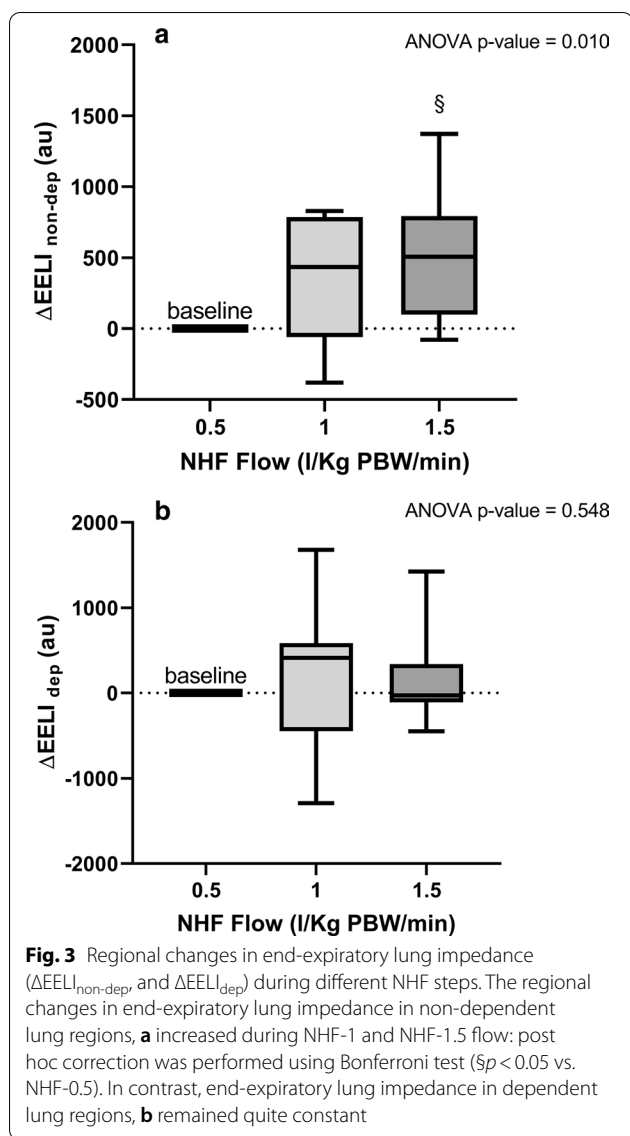 a
ANOVA p-value = 0.010
2000
1500
1000
500
0
-500
ΔEELI non-dep (au)
§
baseline
0.5 1 1.5
NHF Flow (l/Kg PBW/min)
b
ANOVA p-value = 0.548
2000
1000
0
-1000
-2000
ΔEELI dep (au)
baseline
0.5 1 1.5
NHF Flow (l/Kg PBW/min)
Fig. 3 Regional changes in end-expiratory lung impedance
(ΔEELInon-dep, and ΔEELIdep) during different NHF steps. The regional
changes in end-expiratory lung impedance in non-dependent
lung regions, a increased during NHF-1 and NHF-1.5 flow: post
hoc correction was performed using Bonferroni test (§p < 0.05 vs.
NHF-0.5). In contrast, end-expiratory lung impedance in dependent
lung regions, b remained quite constant